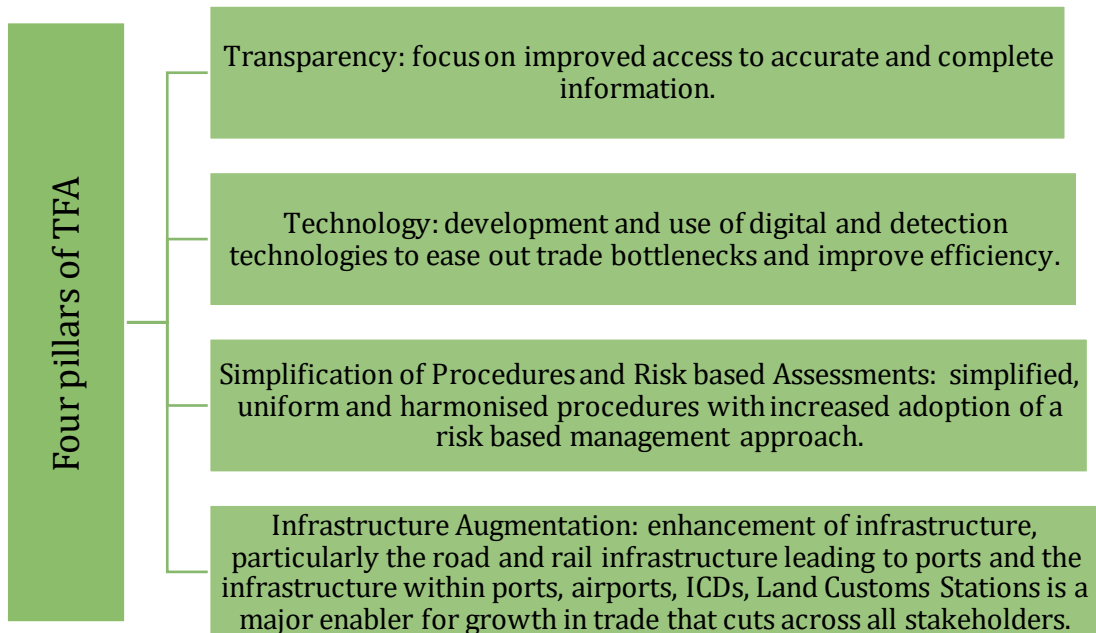 Four pillars of TFA
Transparency: focus on improved access to accurate and complete
information.
Technology: development and use of digital and detection
technologies to ease out trade bottlenecks and improve efficiency.
Simplification of Procedures and Risk based Assessments: simplified,
uniform and harmonised procedures with increased adoption of a
risk based management approach.
Infrastructure Augmentation: enhancement of infrastructure,
particularly the road and rail infrastructure leading to ports and the
infrastructure within ports, airports, ICDs, Land Customs Stations is a
major enabler for growth in trade that cuts across all stakeholders.